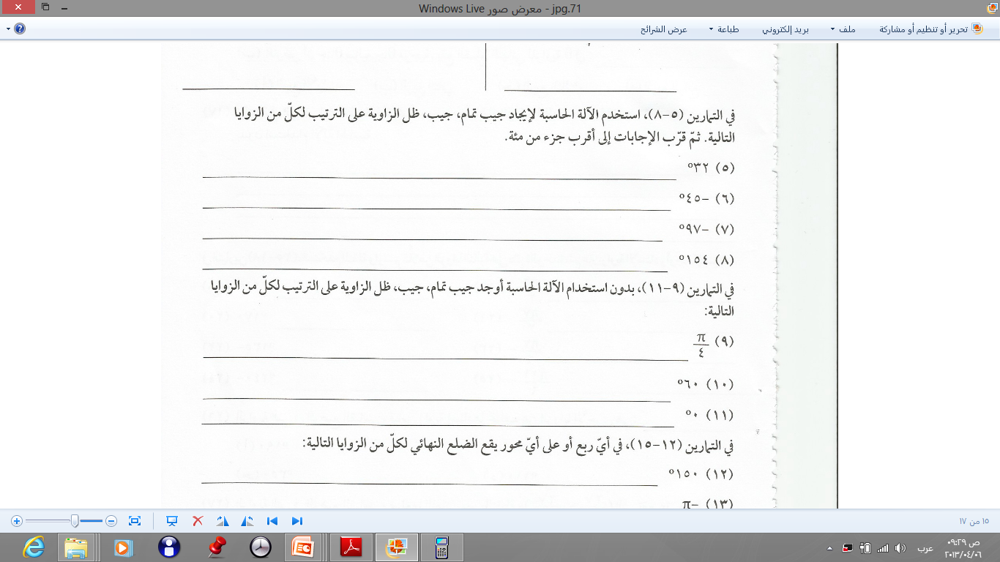 jpg.71 - معرض صور Windows Live
تحرير أو تنظيم أو مشاركة ملف بريد إلكتروني طباعة عرض الشرائح
في التمارين (٥-٨)، استخدم الآلة الحاسبة لإيجاد جيب تمام، جيب، ظل الزاوية على الترتيب لكلّ من الزوايا
التالية. ثمّ قرّب الإجابات إلى أقرب جزء من مئة.
(٥) ٣٢°
(٦) -٤٥°
(٧) -٩٧°
(٨) ١٥٤°
في التمارين (٩-١١)، بدون استخدام الآلة الحاسبة أوجد جيب تمام، جيب، ظل الزاوية على الترتيب لكلّ من الزوايا
التالية:
(٩) π/٤
(١٠) ٦٠°
(١١) ٠°
في التمارين (١٢-١٥)، في أيّ ربع أو على أيّ محور يقع الضلع النهائي لكلّ من الزوايا التالية:
(١٢) ١٥٠°
(١٣) -π
١٥ من ١٧
عرب
٠٩:٢٩ ص
٢٠١٣/٠٤/٠٦